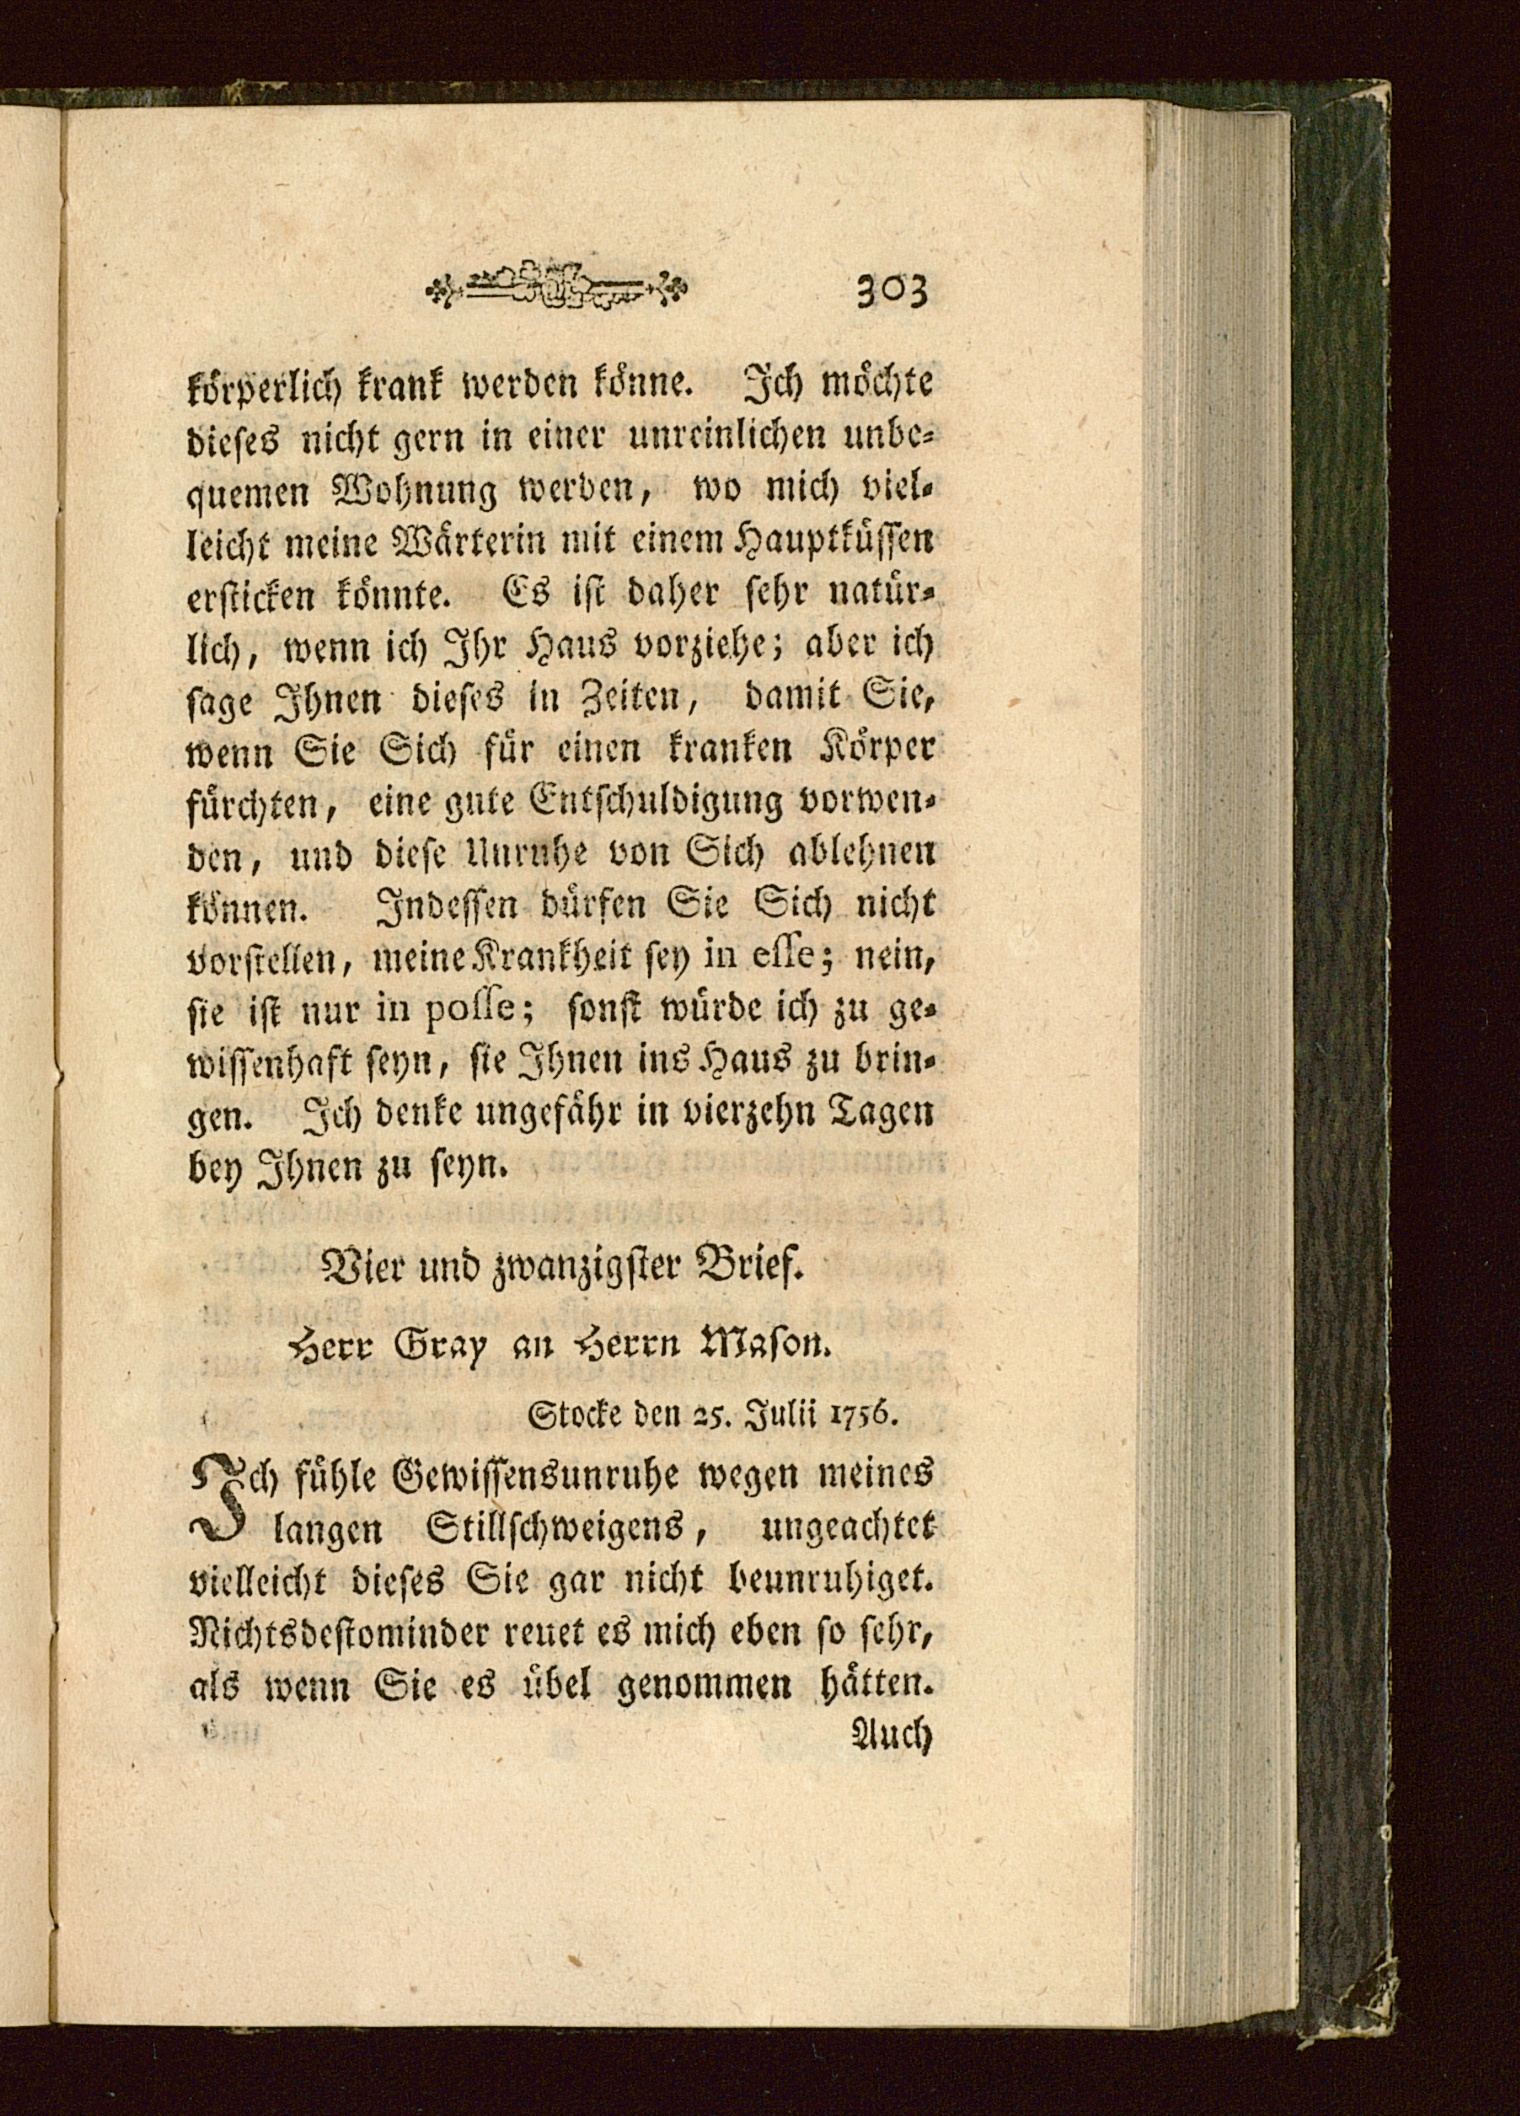 303
körperlich krank werden könne. Ich möchte
dieses nicht gern in einer unreinlichen unbe⸗
quemen Wohnung werden, wo mich viel⸗
leicht meine Wärterin mit einem Hauptküssen
ersticken könnte. Es ist daher sehr natür⸗
lich, wenn ich Ihr Haus vorziehe; aber ich
sage Ihnen dieses in Zeiten, damit Sie,
wenn Sie Sich für einen kranken Körper
fürchten, eine gute Entschuldigung vorwen⸗
den, und diese Unruhe von Sich ablehnen
können. Indessen dürfen Sie Sich nicht
vorstellen, meine Krankheit sey in esse; nein,
sie ist nur in posse; sonst würde ich zu ge⸗
wissenhaft seyn, sie Ihnen ins Haus zu brin⸗
gen. Ich denke ungefähr in vierzehn Tagen
bey Ihnen zu seyn.
Vier und zwanzigster Brief.
Herr Gray an Herrn Mason.
Stocke den 25. Julii 1756.
Ich fühle Gewissensunruhe wegen meines
langen Stillschweigens, ungeachtet
vielleicht dieses Sie gar nicht beunruhiget.
Nichtsdestominder reuet es mich eben so sehr,
als wenn Sie es übel genommen hätten.
Auch